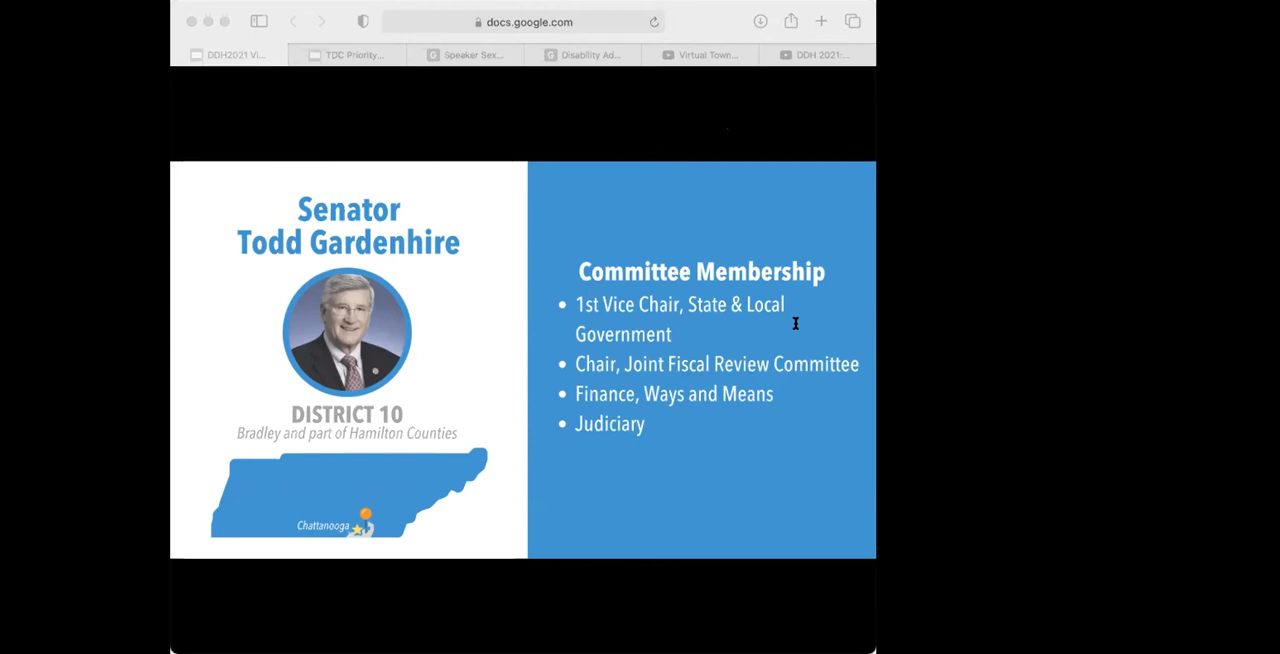 docs.google.com
DDH2021 Vi...
TDC Priority...
Speaker Sex...
Disability Ad...
Virtual Town...
DDH 2021:...
Senator
Todd Gardenhire
DISTRICT 10
Bradley and part of Hamilton Counties
Chattanooga
Committee Membership
• 1st Vice Chair, State & Local
Government
• Chair, Joint Fiscal Review Committee
• Finance, Ways and Means
• Judiciary